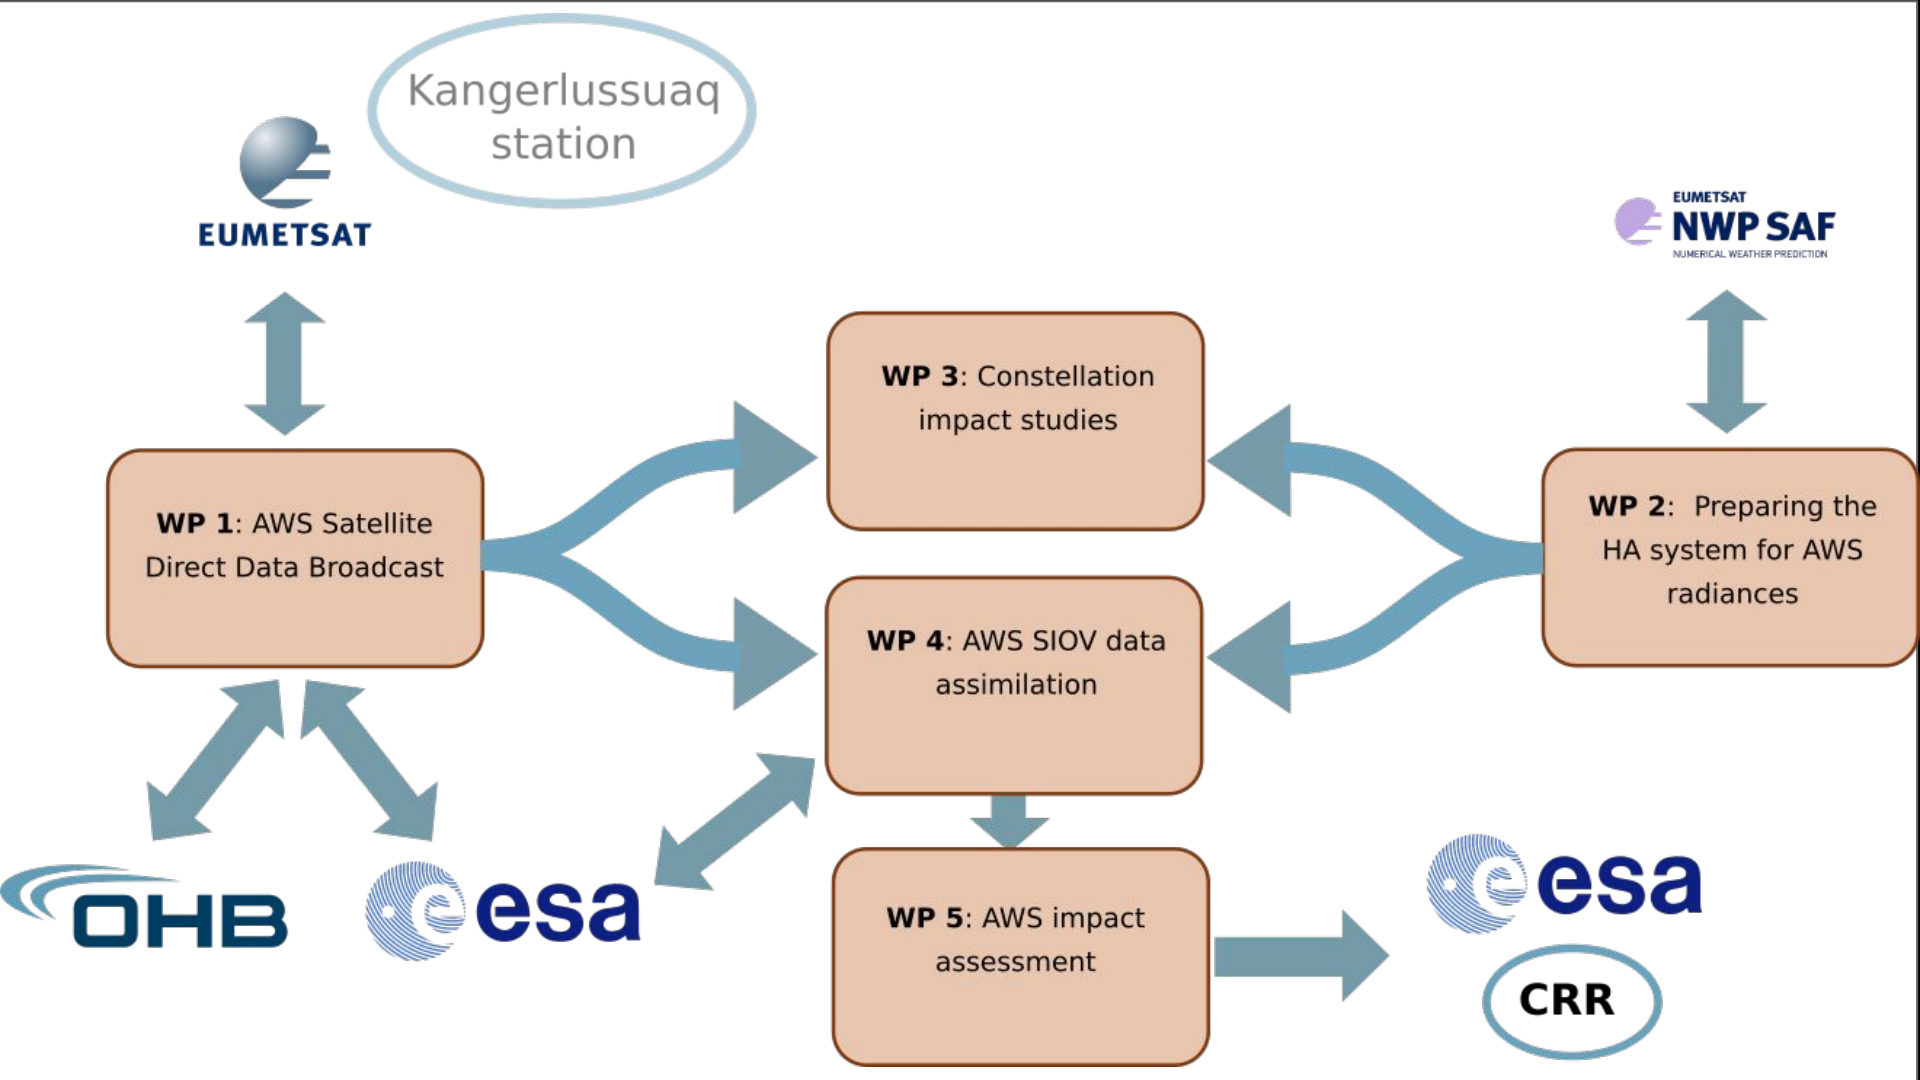 Kangerlussuaq
station
EUMETSAT
EUMETSAT
NWP SAF
NUMERICAL WEATHER PREDICTION
WP 3: Constellation
impact studies
WP 1: AWS Satellite
Direct Data Broadcast
WP 2:  Preparing the
HA system for AWS
radiances
WP 4: AWS SIOV data
assimilation
OHB
esa
WP 5: AWS impact
assessment
esa
CRR